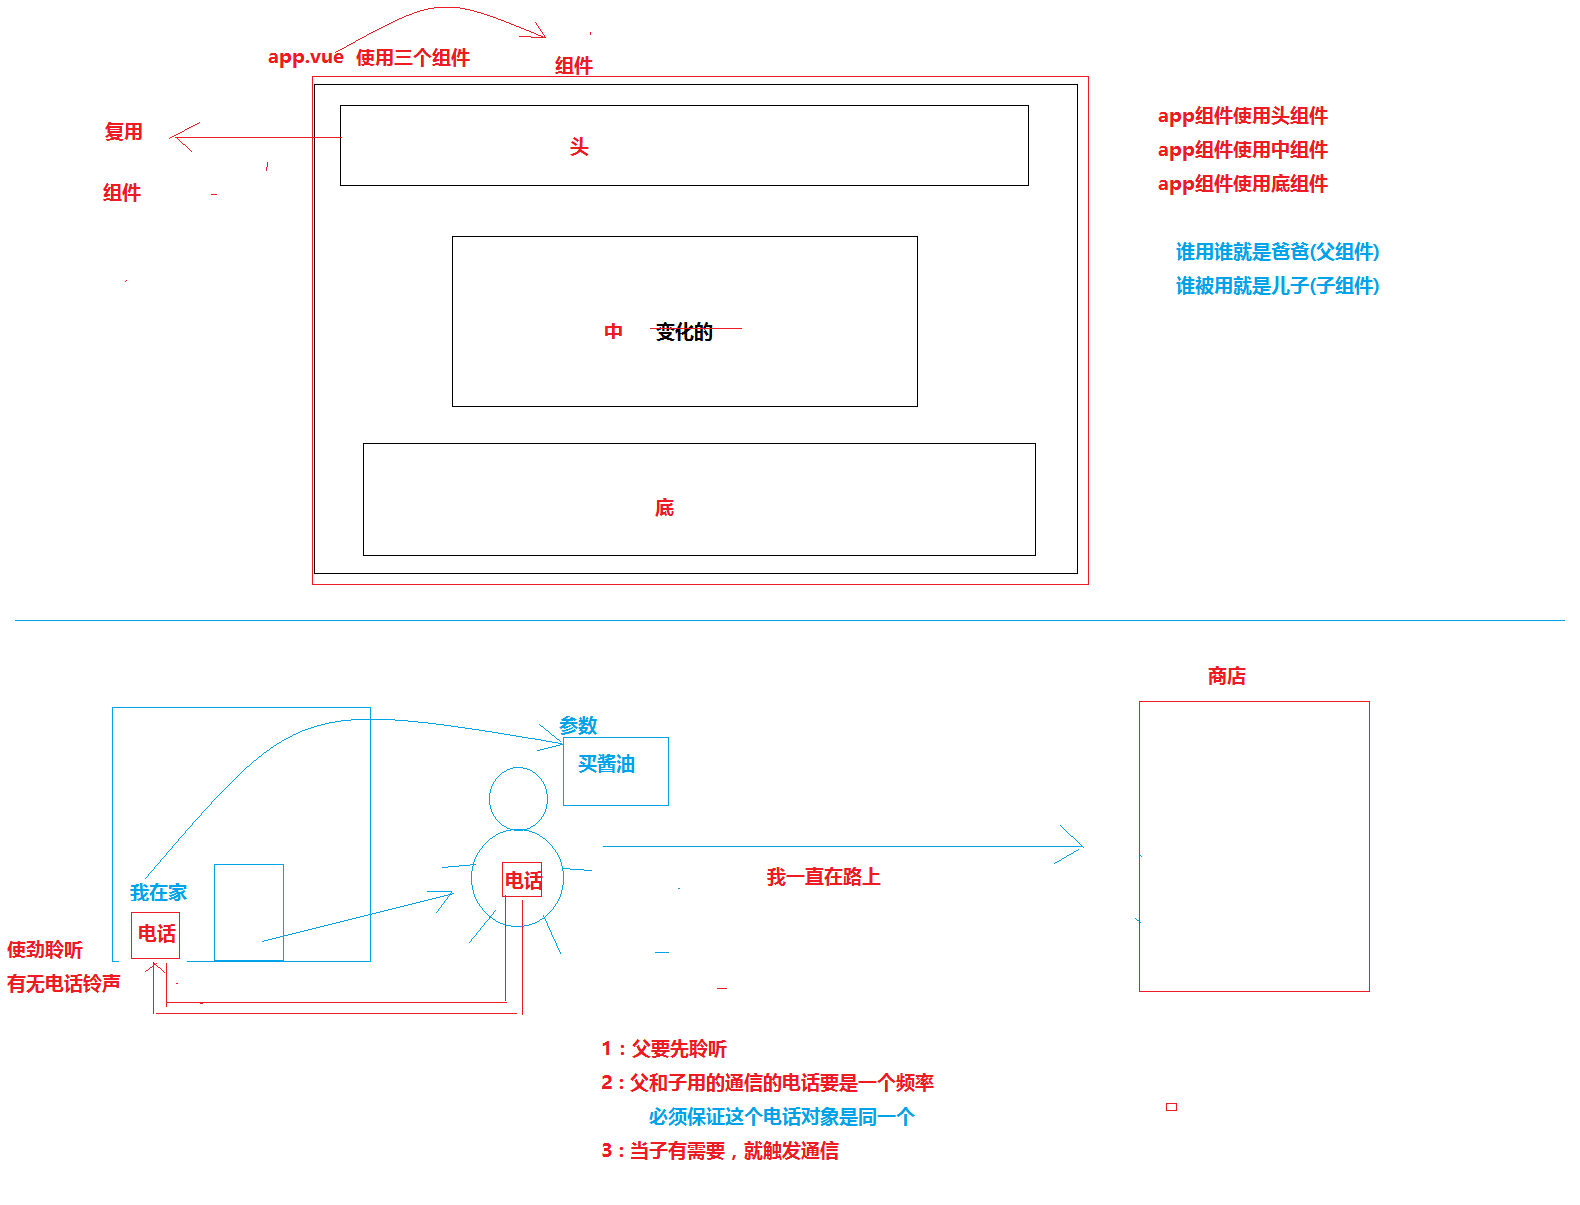 app.vue 使用三个组件
组件
复用
组件
头
中 变化的
底
app组件使用头组件
app组件使用中组件
app组件使用底组件
谁用谁就是爸爸(父组件)
谁被用就是儿子(子组件)
商店
参数
买酱油
我在家
电话
电话
我一直在路上
使劲聆听
有无电话铃声
1：父要先聆听
2：父和子用的通信的电话要是一个频率
必须保证这个电话对象是同一个
3：当子有需要，就触发通信